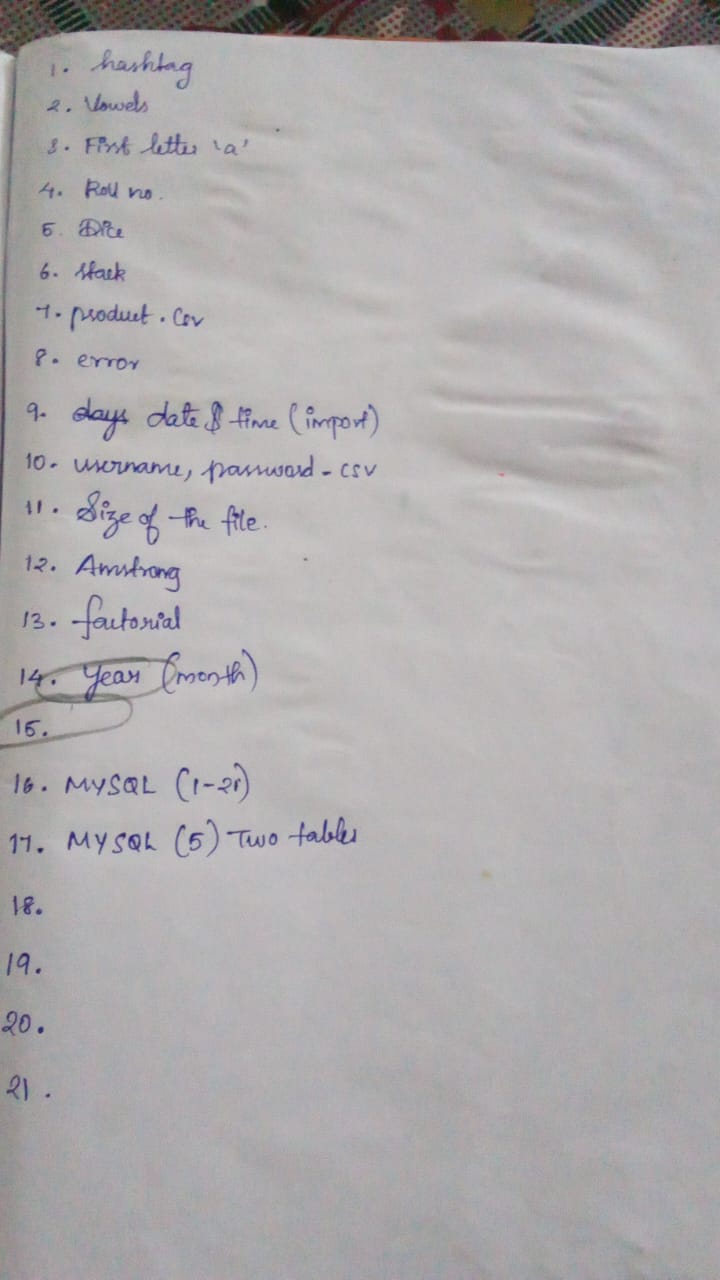 1. hashtag
2. Vowels
3. First letter 'a'
4. Roll no.
5. Dice
6. stack
7. product.csv
8. error
9. days date & time (import)
10. username, password - csv
11. Size of the file.
12. Amstrong
13. factorial
14. Year (month)
15.
16. MYSQL (1-21)
17. MYSQL (5) Two tables
18.
19.
20.
21.